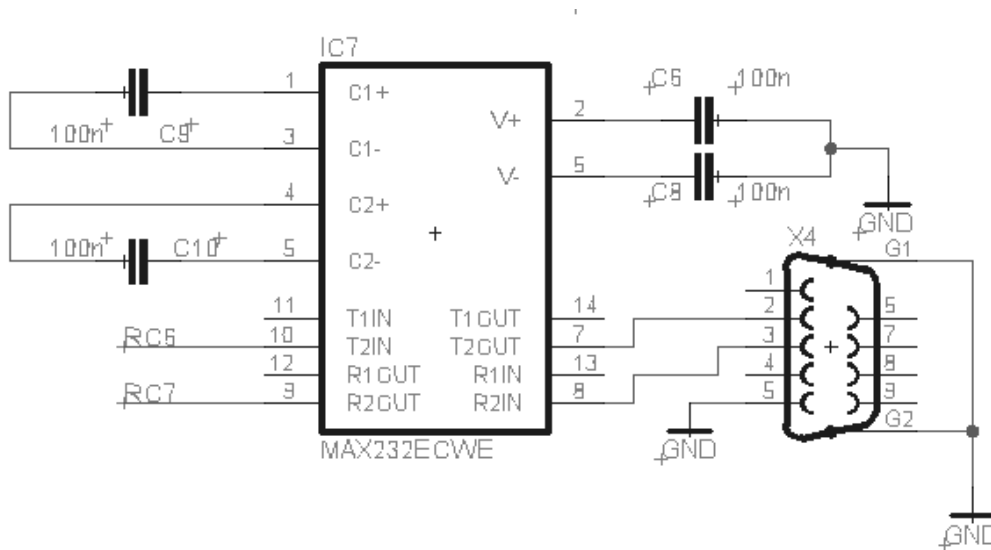 IC7
1 C1+
100n C9
3 C1-
4 C2+
100n C10
5 C2-
11 T1IN
RC6 10 T2IN
12 R1OUT
RC7 9 R2OUT
MAX232ECWE
V+ 2
C6 100n
V- 6
C8 100n
GND
T1OUT 14
T2OUT 7
R1IN 13
R2IN 8
GND
X4 G1
1
2 6
3 7
4 8
5 9
G2
GND